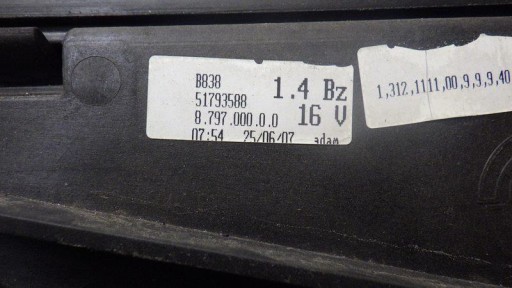 B838
51793588
1.4 Bz
8.797.000.0.0
16 V
07:54 25/06/07 adam
1,312,1111,00,9,9,9,40